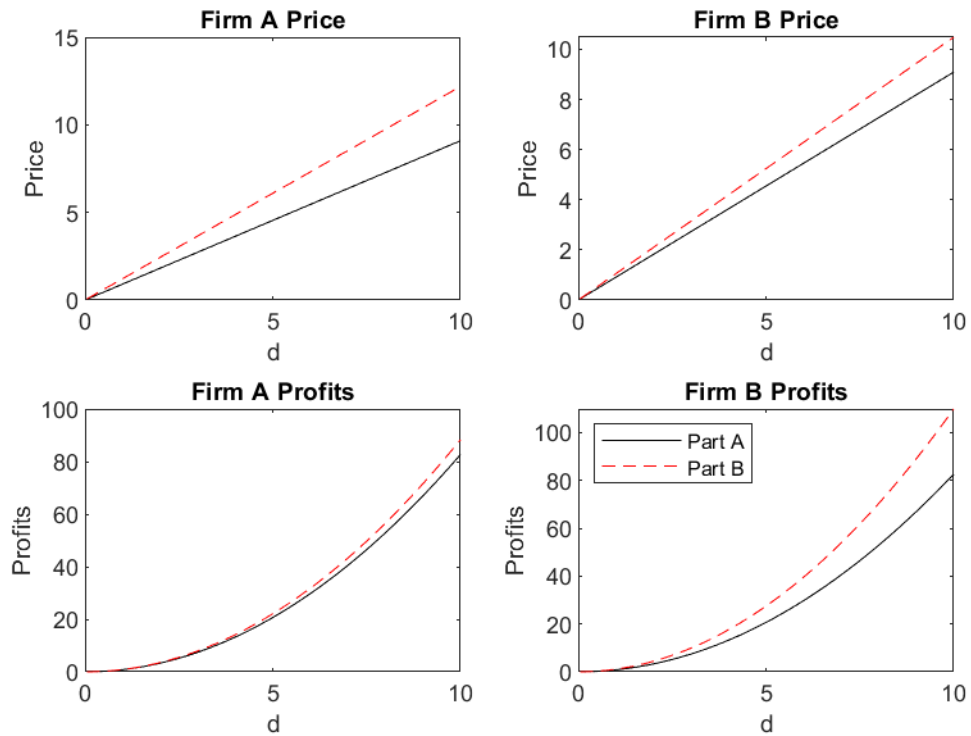 Firm A Price
15
10
5
0
Price
0 5 10
d
Firm B Price
10
8
6
4
2
0
Price
0 5 10
d
Firm A Profits
100
80
60
40
20
0
Profits
0 5 10
d
Firm B Profits
100
80
60
40
20
0
Profits
Part A
Part B
0 5 10
d